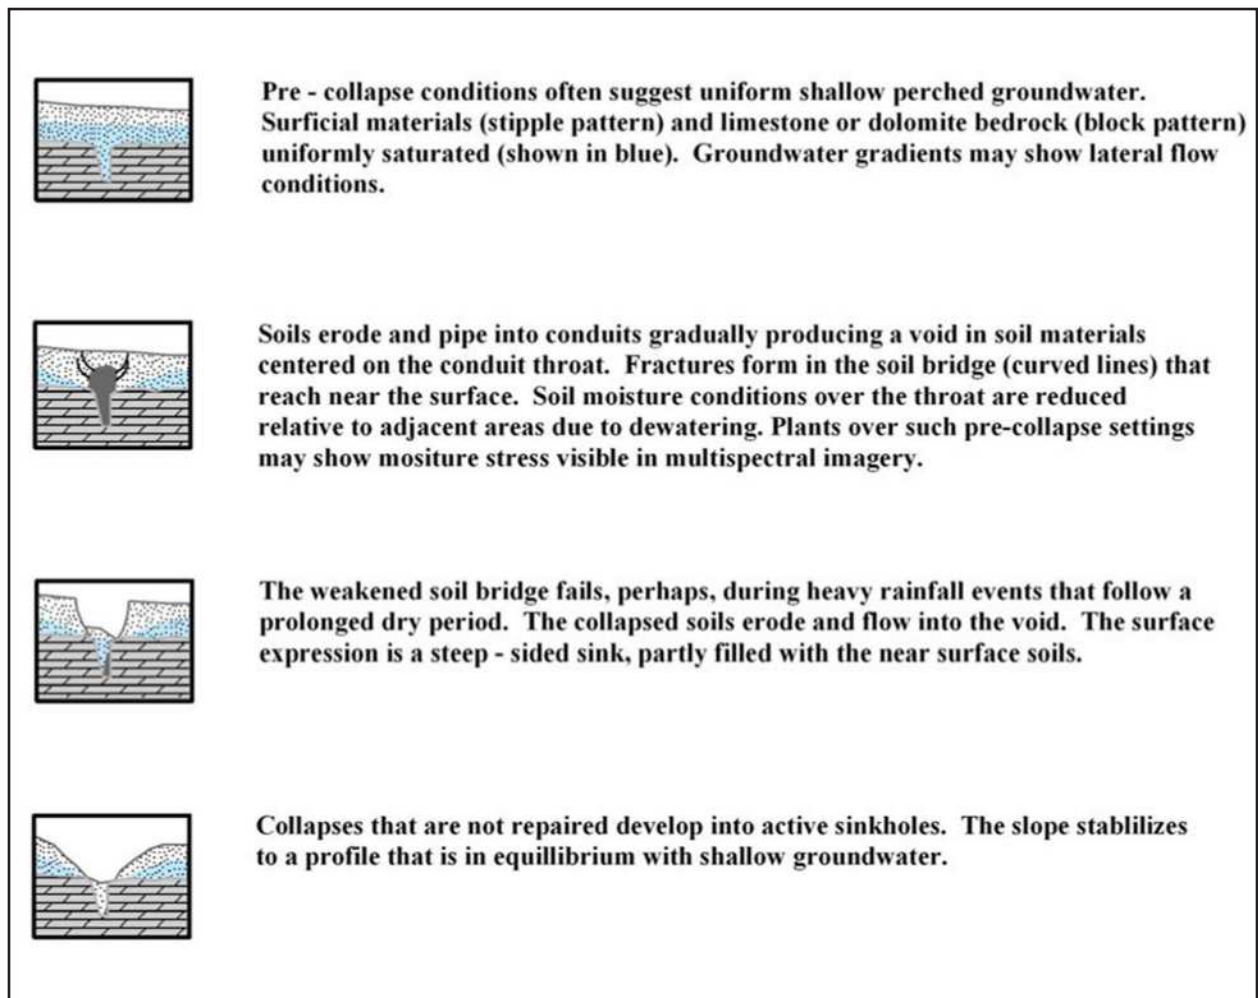 Pre - collapse conditions often suggest uniform shallow perched groundwater.
Surficial materials (stipple pattern) and limestone or dolomite bedrock (block pattern)
uniformly saturated (shown in blue). Groundwater gradients may show lateral flow
conditions.
Soils erode and pipe into conduits gradually producing a void in soil materials
centered on the conduit throat. Fractures form in the soil bridge (curved lines) that
reach near the surface. Soil moisture conditions over the throat are reduced
relative to adjacent areas due to dewatering. Plants over such pre-collapse settings
may show mositure stress visible in multispectral imagery.
The weakened soil bridge fails, perhaps, during heavy rainfall events that follow a
prolonged dry period. The collapsed soils erode and flow into the void. The surface
expression is a steep - sided sink, partly filled with the near surface soils.
Collapses that are not repaired develop into active sinkholes. The slope stablilizes
to a profile that is in equillibrium with shallow groundwater.